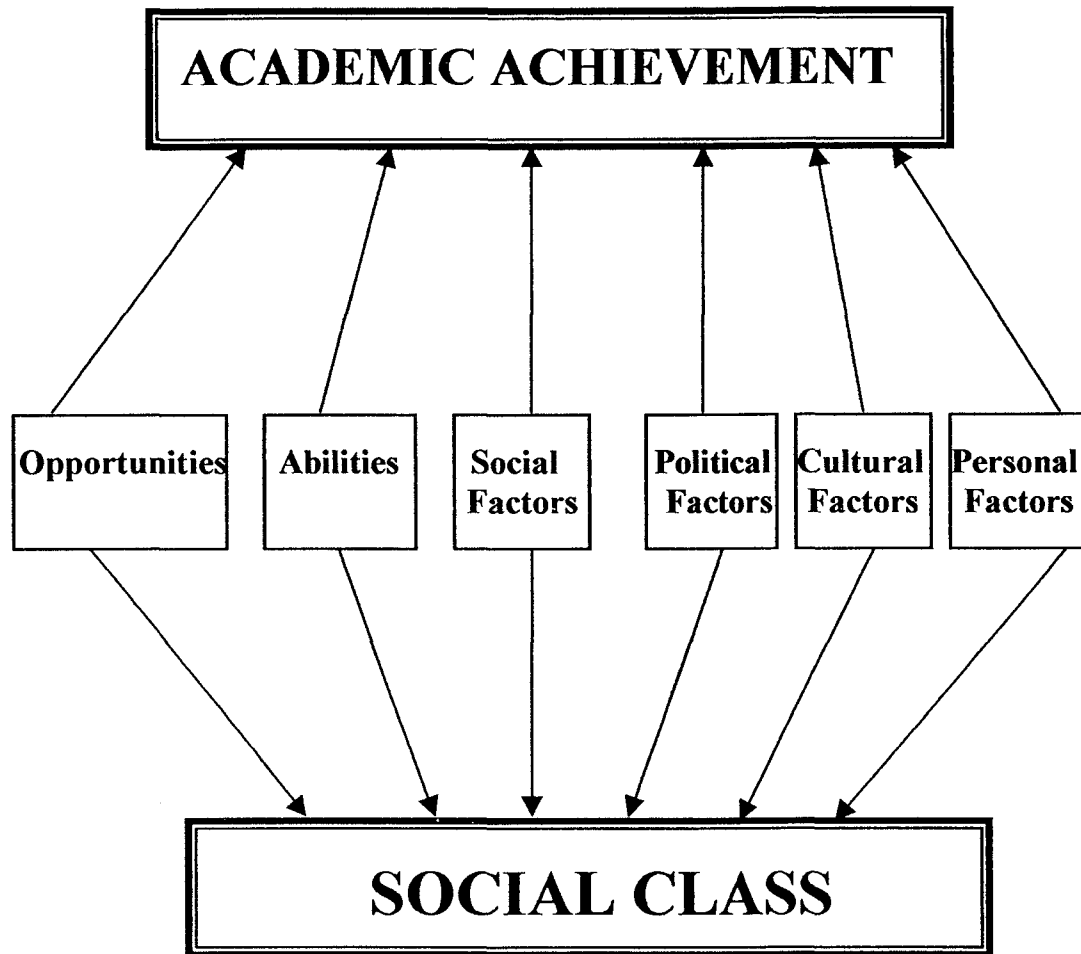 ACADEMIC ACHIEVEMENT
Opportunities
Abilities
Social
Factors
Political
Factors
Cultural
Factors
Personal
Factors
SOCIAL CLASS